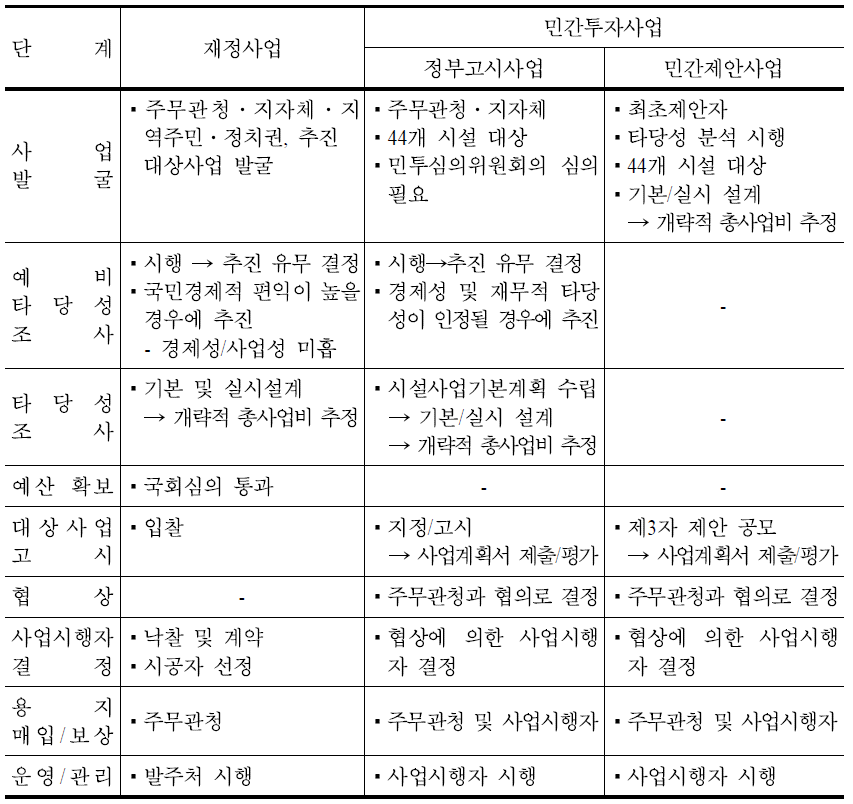 단 계
재정사업
민간투자사업
정부고시사업
민간제안사업
사 업
발 굴
▪주무관청·지자체·지
역주민·정치권, 추진
대상사업 발굴
▪주무관청·지자체
▪44개 시설 대상
▪민투심의위원회의 심의
필요
▪최초제안자
▪타당성 분석 시행
▪44개 시설 대상
▪기본/실시 설계
→ 개략적 총사업비 추정
예 비
타 당 성
조 사
▪시행 → 추진 유무 결정
▪국민경제적 편익이 높을
경우에 추진
- 경제성/사업성 미흡
▪시행→추진 유무 결정
▪경제성 및 재무적 타당
성이 인정될 경우에 추진
-
타 당 성
조 사
▪기본 및 실시설계
→ 개략적 총사업비 추정
▪시설사업기본계획 수립
→ 기본/실시 설계
→ 개략적 총사업비 추정
-
예산 확보
▪국회심의 통과
-
-
대상사업
고 시
▪입찰
▪지정/고시
→ 사업계획서 제출/평가
▪제3자 제안 공모
→ 사업계획서 제출/평가
협 상
-
▪주무관청과 협의로 결정
▪주무관청과 협의로 결정
사업시행자
결 정
▪낙찰 및 계약
▪시공자 선정
▪협상에 의한 사업시행
자 결정
▪협상에 의한 사업시행
자 결정
용 지
매입/보상
▪주무관청
▪주무관청 및 사업시행자
▪주무관청 및 사업시행자
운영/관리
▪발주처 시행
▪사업시행자 시행
▪사업시행자 시행